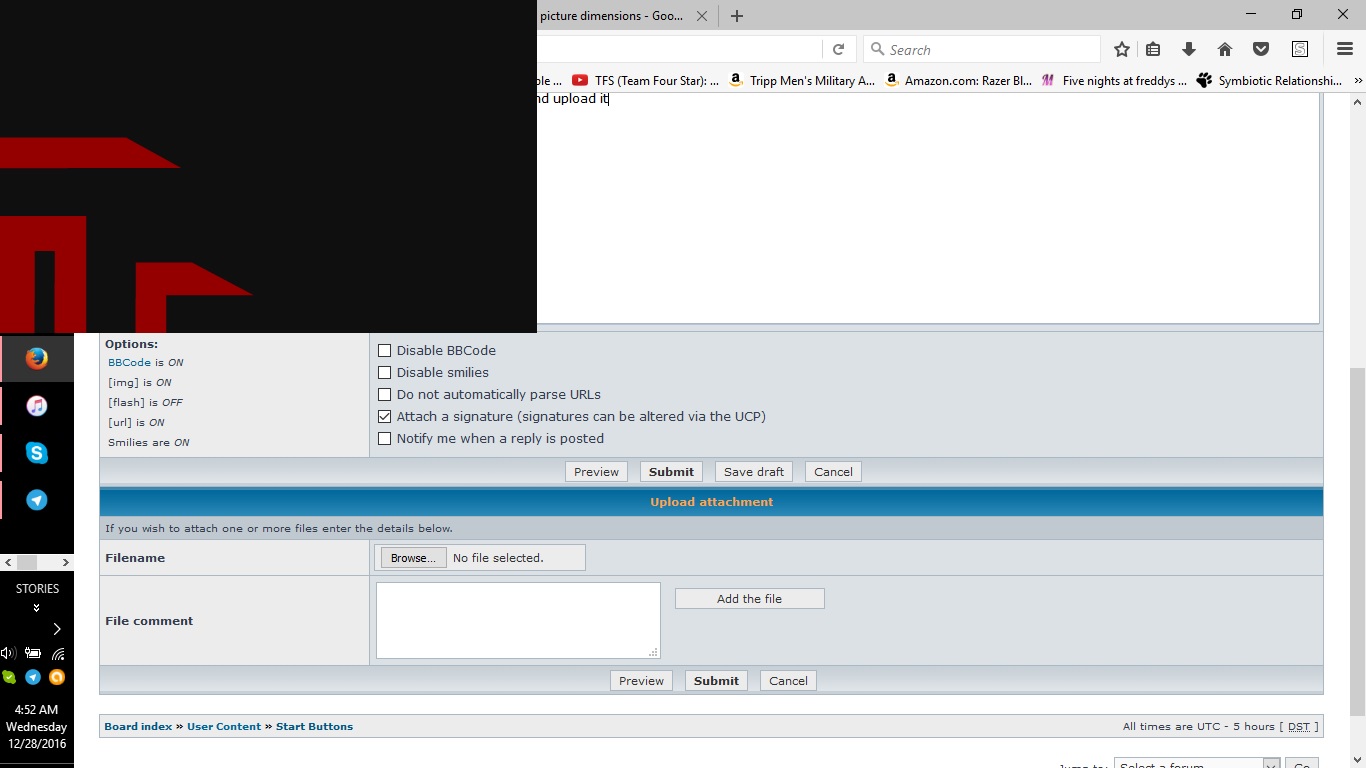 picture dimensions - Goo...
Search
ble ...
TFS (Team Four Star): ...
Tripp Men's Military A...
Amazon.com: Razer Bl...
Five nights at freddys ...
Symbiotic Relationshi...
nd upload it
Options:
BBCode is ON
[img] is ON
[flash] is OFF
[url] is ON
Smilies are ON
Disable BBCode
Disable smilies
Do not automatically parse URLs
Attach a signature (signatures can be altered via the UCP)
Notify me when a reply is posted
Preview Submit Save draft Cancel
Upload attachment
If you wish to attach one or more files enter the details below.
Filename
Browse... No file selected.
File comment
Add the file
Preview Submit Cancel
Board index » User Content » Start Buttons
All times are UTC - 5 hours [ DST ]
Jump to: Select a forum Go
STORIES
4:52 AM
Wednesday
12/28/2016